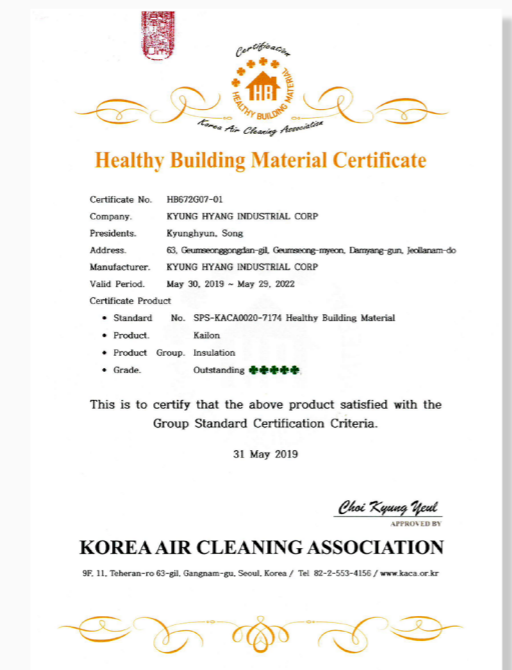 Certification
HB
HEALTHY BUILDING MATERIAL
Korea Air Cleaning Association
Healthy Building Material Certificate
Certificate No. HB672G07-01
Company. KYUNG HYANG INDUSTRIAL CORP
Presidents. Kyunghyun, Song
Address. 63, Geumseonggongdan-gil, Geumseong-myeon, Damyang-gun, Jeollanam-do
Manufacturer. KYUNG HYANG INDUSTRIAL CORP
Valid Period. May 30, 2019 ~ May 29, 2022
Certificate Product
• Standard No. SPS-KACA0020-7174 Healthy Building Material
• Product. Kailon
• Product Group. Insulation
• Grade. Outstanding
This is to certify that the above product satisfied with the
Group Standard Certification Criteria.
31 May 2019
Choi Kyung Yeul
APPROVED BY
KOREA AIR CLEANING ASSOCIATION
9F, 11, Teheran-ro 63-gil, Gangnam-gu, Seoul, Korea / Tel 82-2-553-4156 / www.kaca.or.kr